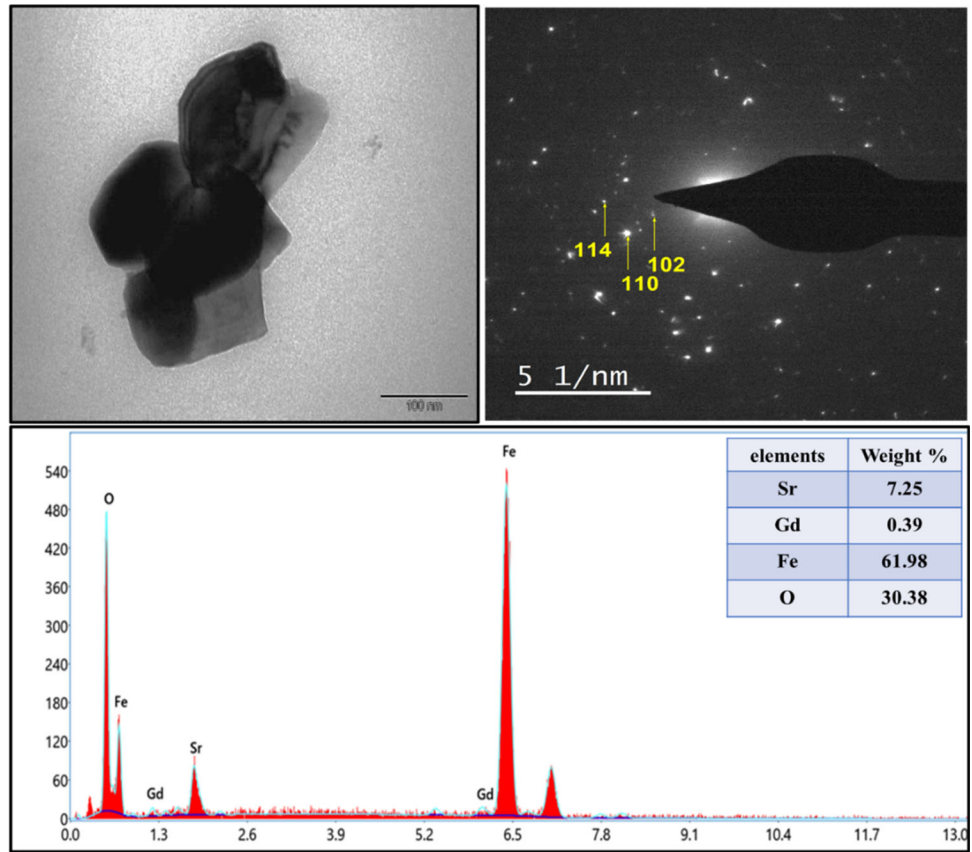 100 nm
114
102
110
5 1/nm
elements Weight %
Sr 7.25
Gd 0.39
Fe 61.98
O 30.38
Fe
O
Fe
Sr
Gd
Gd
540
480
420
360
300
240
180
120
60
0
0.0 1.3 2.6 3.9 5.2 6.5 7.8 9.1 10.4 11.7 13.0